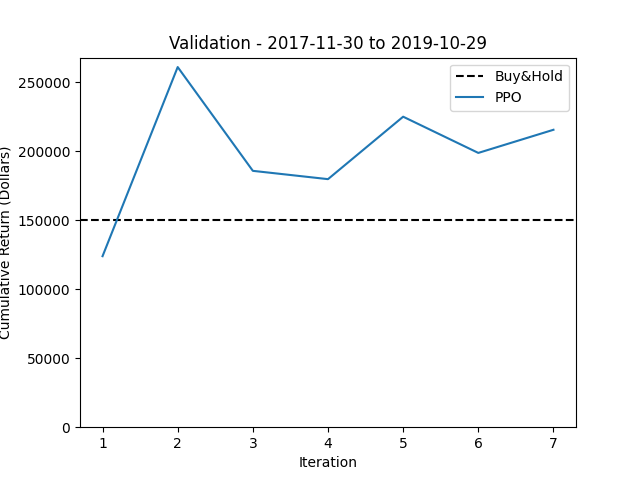 Validation - 2017-11-30 to 2019-10-29
Buy&Hold
PPO
Cumulative Return (Dollars)
250000
200000
150000
100000
50000
0
1 2 3 4 5 6 7
Iteration